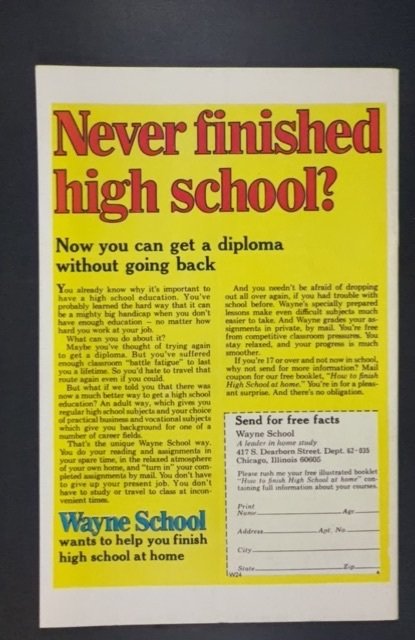 Never finished
high school?
Now you can get a diploma
without going back
You already know why it's important to
have a high school education. You've
probably learned the hard way that it can
be a mighty big handicap when you don't
have enough education — no matter how
hard you work at your job.
What can you do about it?
Maybe you've thought of trying again
to get a diploma. But you've suffered
enough classroom "battle fatigue" to last
you a lifetime. So you'd hate to travel that
route again even if you could.
But what if we told you that there was
now a much better way to get a high school
education? An adult way, which gives you
regular high school subjects and your choice
of practical business and vocational subjects
which give you background for one of a
number of career fields.
That's the unique Wayne School way.
You do your reading and assignments in
your spare time, in the relaxed atmosphere
of your own home, and "turn in" your com-
pleted assignments by mail. You don't have
to give up your present job. You don't
have to study or travel to class at incon-
venient times.
Wayne School
wants to help you finish
high school at home
And you needn't be afraid of dropping
out all over again, if you had trouble with
school before. Wayne's specially prepared
lessons make even difficult subjects much
easier to take. And Wayne grades your as-
signments in private, by mail. You're free
from competitive classroom pressures. You
stay relaxed, and your progress is much
smoother.
If you're 17 or over and not now in school,
why not send for more information? Mail
coupon for our free booklet, "How to finish
High School at home." You're in for a pleas-
ant surprise. And there's no obligation.
Send for free facts
Wayne School
A leader in home study
417 S. Dearborn Street. Dept. 62-035
Chicago, Illinois 60605
Please rush me your free illustrated booklet
"How to finish High School at home" con-
taining full information about your courses.
Print
Name Age
Address Apt. No.
City
State Zip
W24